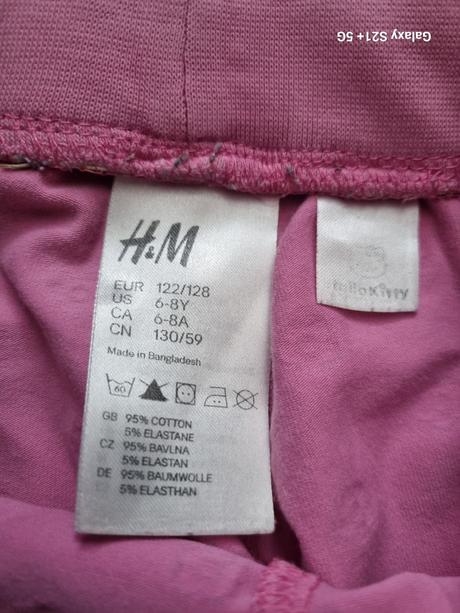 Galaxy S21+ 5G
H&M
EUR 122/128
US 6-8Y
CA 6-8A
CN 130/59
Made in Bangladesh
60
GB 95% COTTON
5% ELASTANE
CZ 95% BAVLNA
5% ELASTAN
DE 95% BAUMWOLLE
5% ELASTHAN
HelloKitty